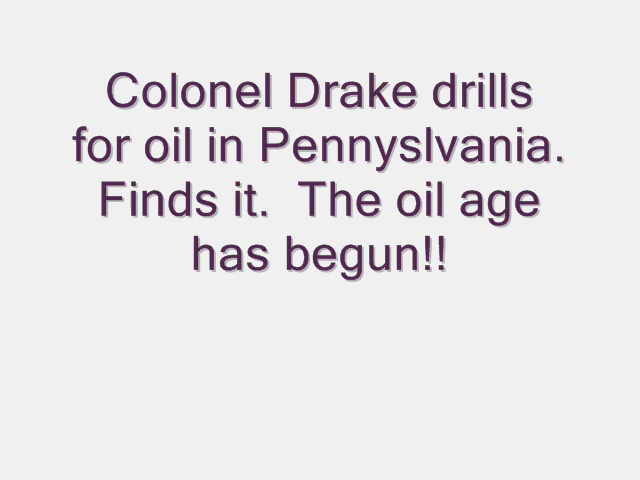 Colonel Drake drills
for oil in Pennyslvania.
Finds it.  The oil age
has begun!!